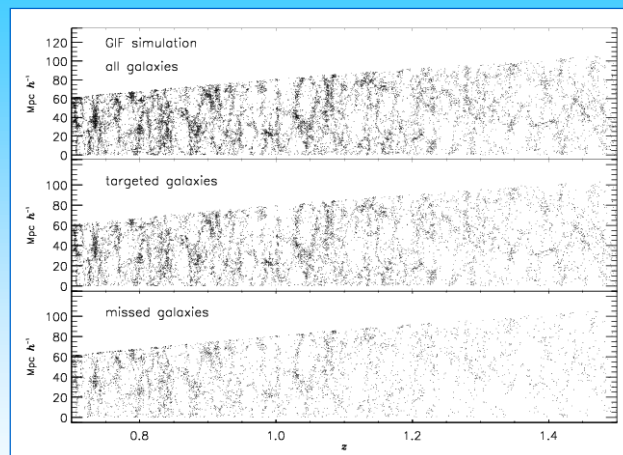 GIF simulation
all galaxies
120
100
80
60
40
20
0
Mpc h⁻¹
targeted galaxies
100
80
60
40
20
0
Mpc h⁻¹
missed galaxies
100
80
60
40
20
0
Mpc h⁻¹
0.8 1.0 1.2 1.4
z